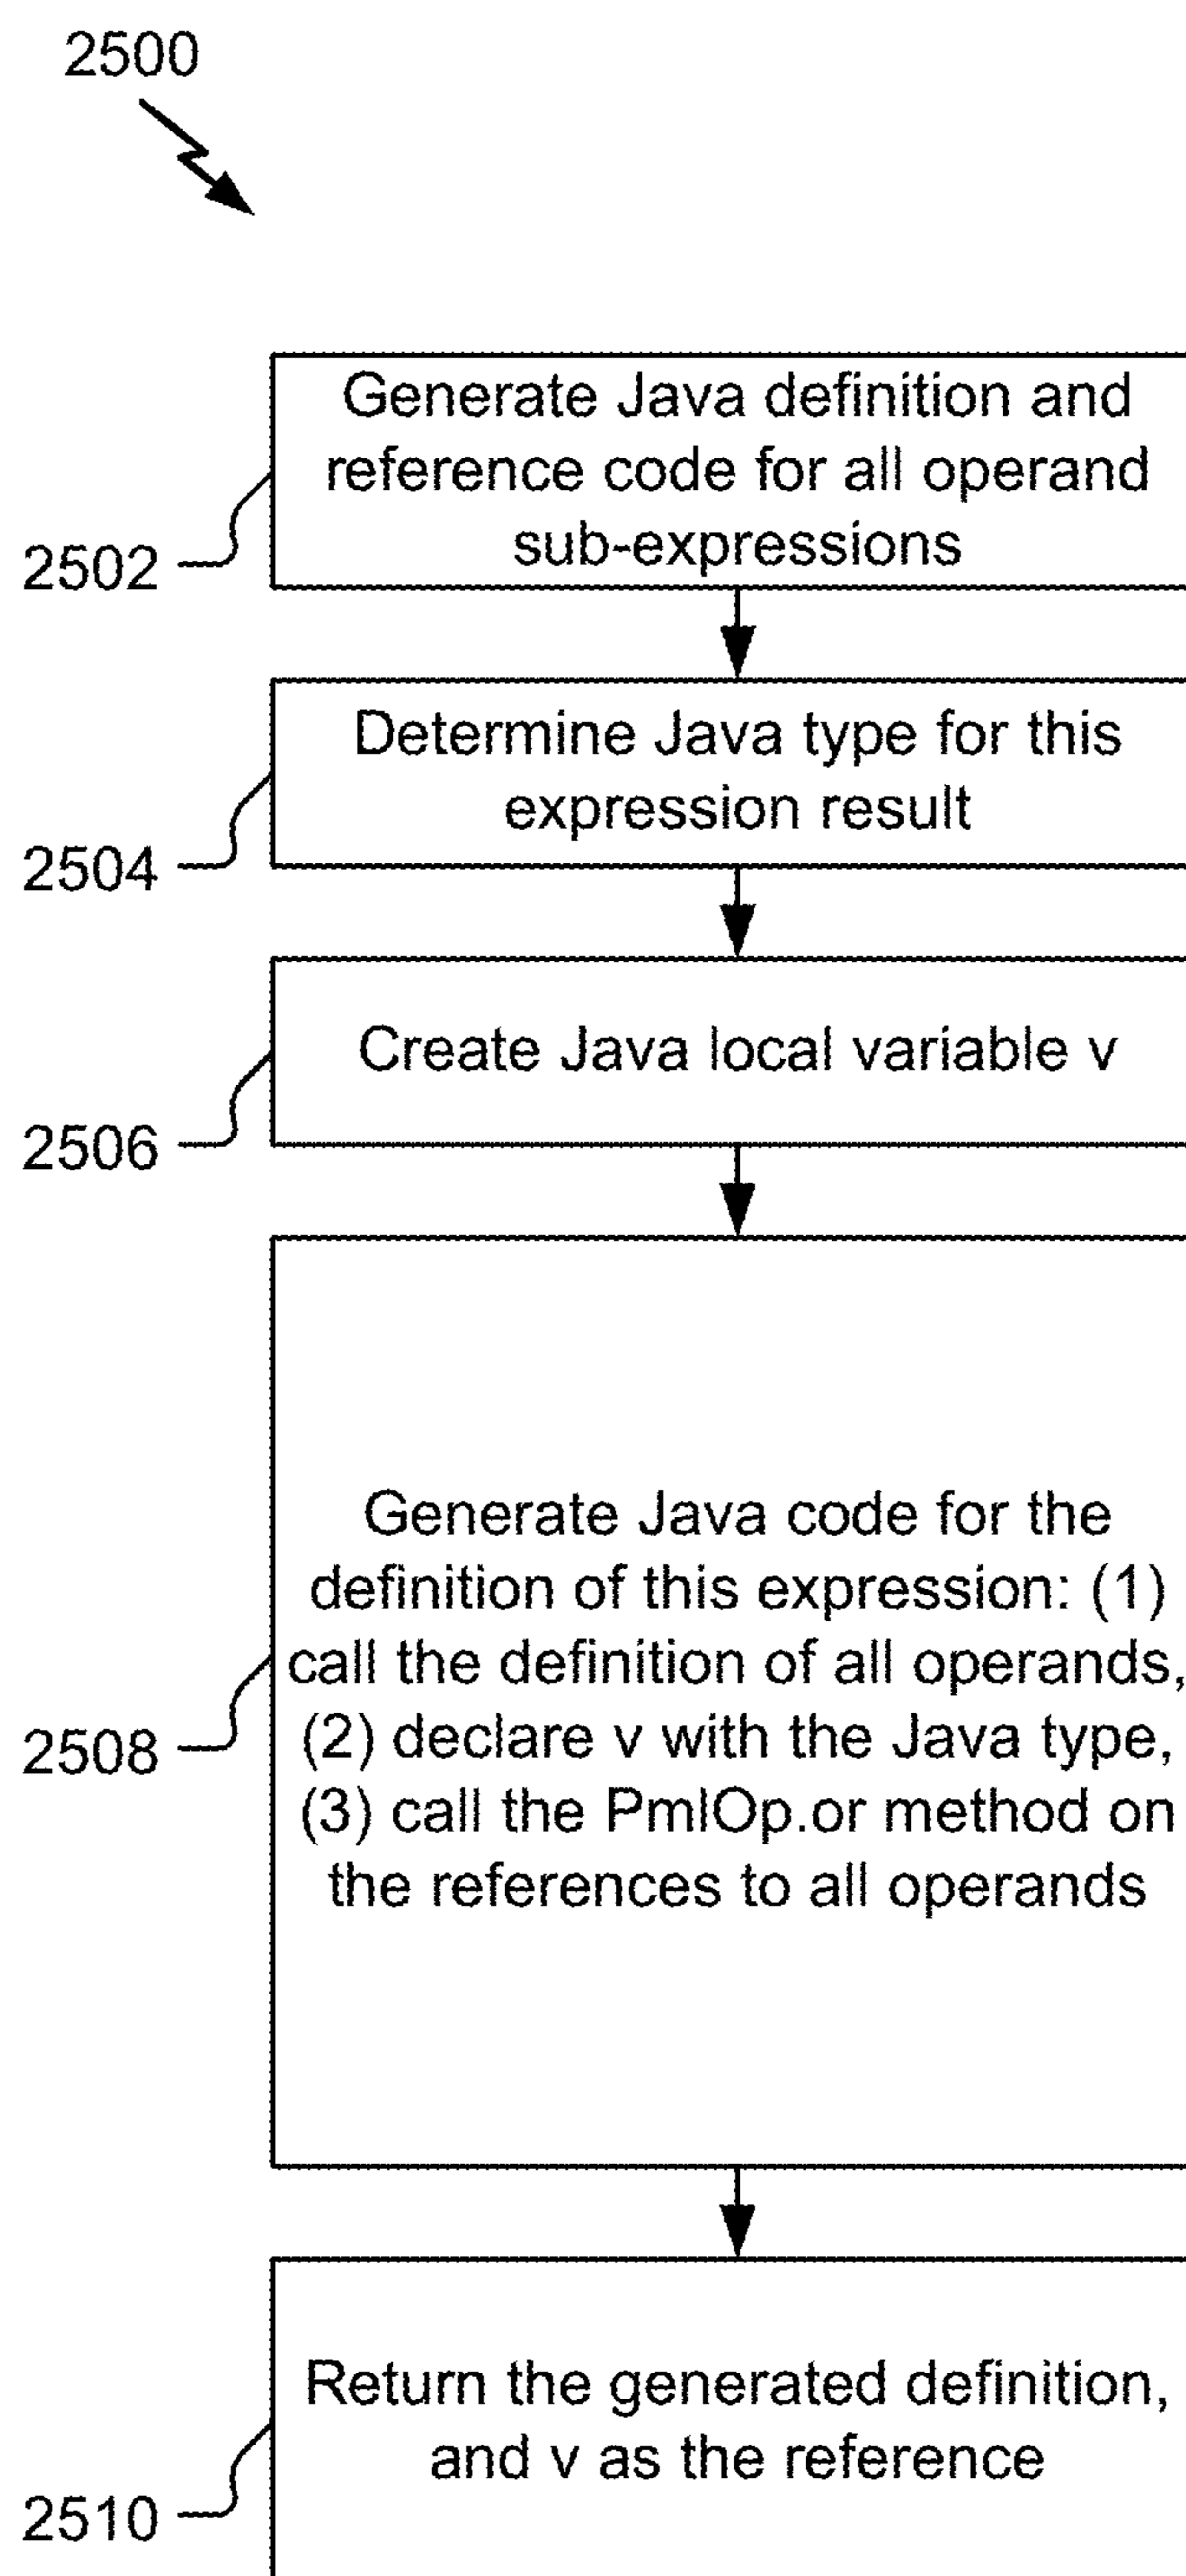 2500
Generate Java definition and
reference code for all operand
sub-expressions
2502
Determine Java type for this
expression result
2504
Create Java local variable v
2506
Generate Java code for the
definition of this expression: (1)
call the definition of all operands,
(2) declare v with the Java type,
(3) call the PmlOp.or method on
the references to all operands
2508
Return the generated definition,
and v as the reference
2510